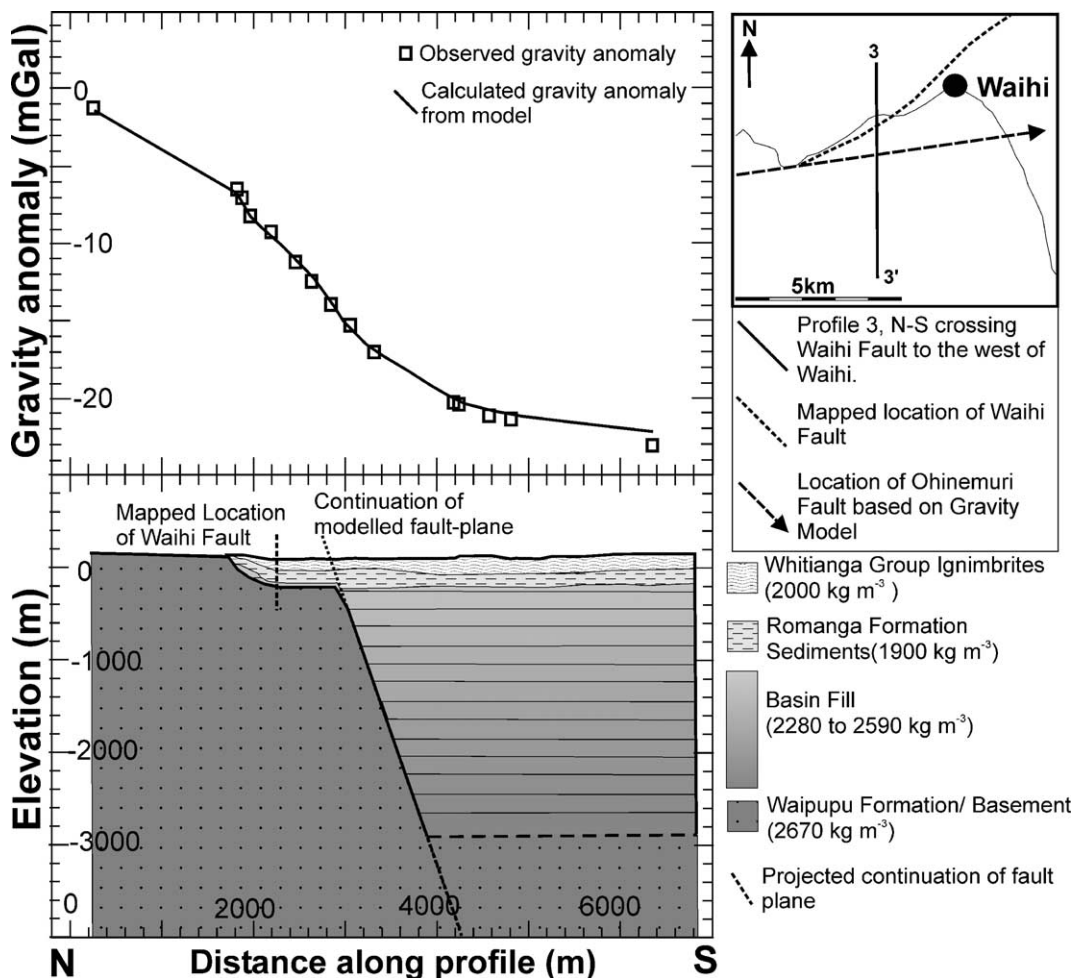 Gravity anomaly (mGal)
0
-10
-20
Observed gravity anomaly
Calculated gravity anomaly
from model
Elevation (m)
0
-1000
-2000
-3000
Mapped Location
of Waihi Fault
Continuation of
modelled fault-plane
0
2000
4000
6000
N
Distance along profile (m)
S
N
3
Waihi
3'
5km
Profile 3, N-S crossing
Waihi Fault to the west of
Waihi.
Mapped location of Waihi
Fault
Location of Ohinemuri
Fault based on Gravity
Model
Whitianga Group Ignimbrites
(2000 kg m⁻³ )
Romanga Formation
Sediments(1900 kg m⁻³)
Basin Fill
(2280 to 2590 kg m⁻³)
Waipupu Formation/ Basement
(2670 kg m⁻³)
Projected continuation of fault
plane